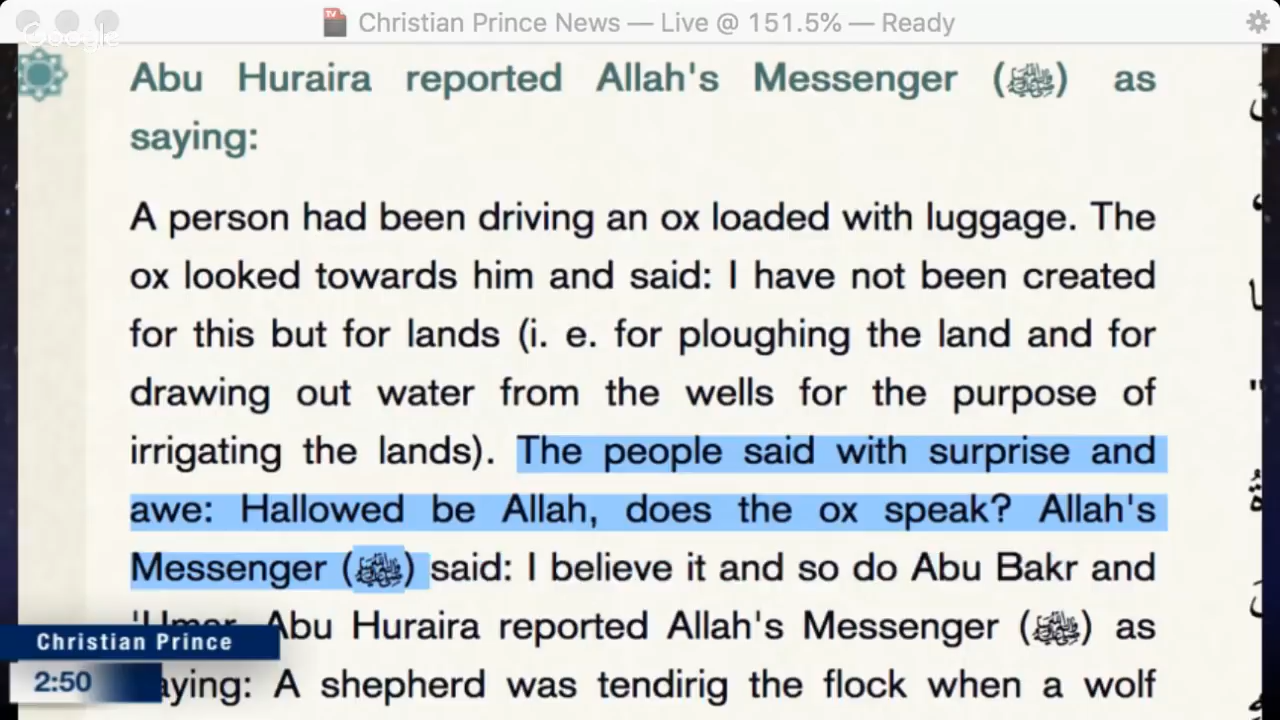 Christian Prince News — Live @ 151.5% — Ready
Google
Abu Huraira reported Allah's Messenger (ﷺ) as
saying:
A person had been driving an ox loaded with luggage. The
ox looked towards him and said: I have not been created
for this but for lands (i. e. for ploughing the land and for
drawing out water from the wells for the purpose of
irrigating the lands). The people said with surprise and
awe: Hallowed be Allah, does the ox speak? Allah's
Messenger (ﷺ) said: I believe it and so do Abu Bakr and
'Umar. Abu Huraira reported Allah's Messenger (ﷺ) as
saying: A shepherd was tendirig the flock when a wolf
Christian Prince
2:50